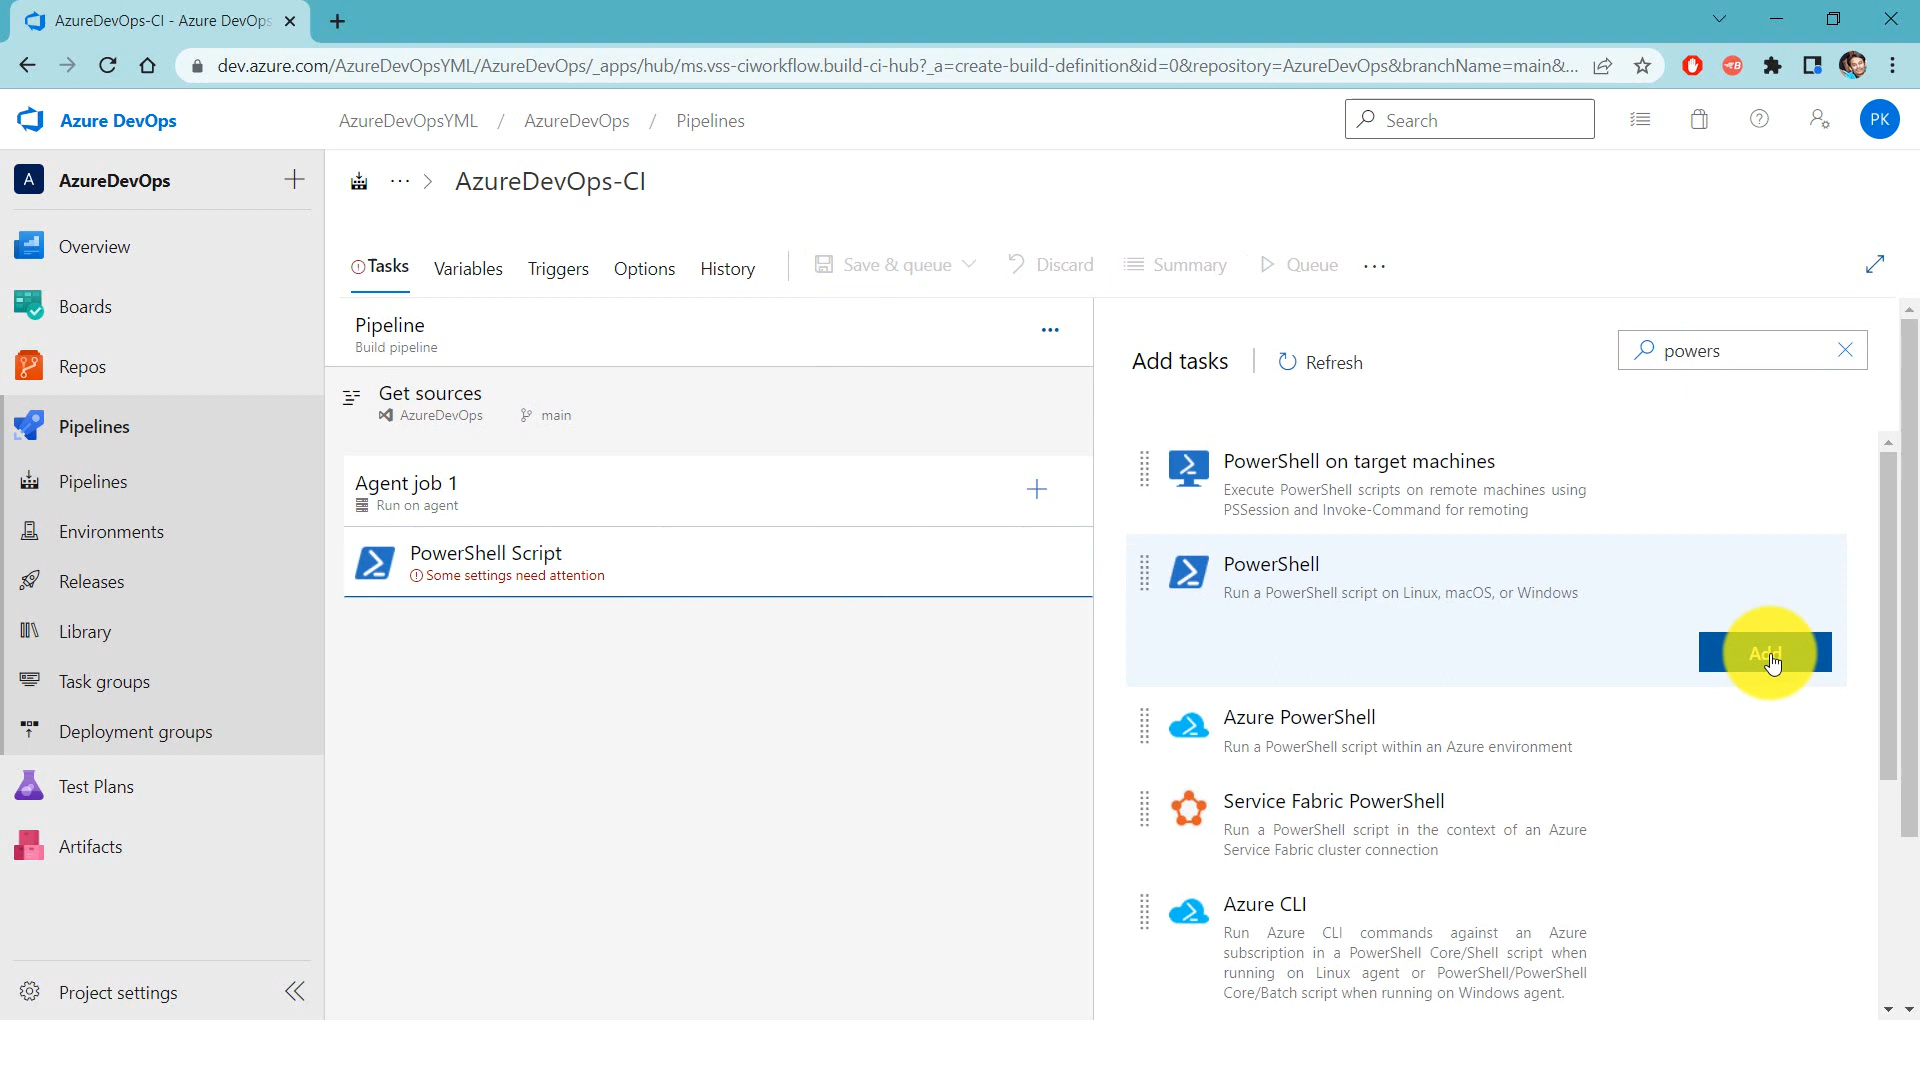 AzureDevOps-CI - Azure DevOps
dev.azure.com/AzureDevOpsYML/AzureDevOps/_apps/hub/ms.vss-ciworkflow.build-ci-hub?_a=create-build-definition&id=0&repository=AzureDevOps&branchName=main&...
Azure DevOps
AzureDevOpsYML / AzureDevOps / Pipelines
Search
PK
A AzureDevOps
AzureDevOps-CI
Overview
Boards
Repos
Pipelines
Pipelines
Environments
Releases
Library
Task groups
Deployment groups
Test Plans
Artifacts
Project settings
Tasks Variables Triggers Options History Save & queue Discard Summary Queue ...
Pipeline
Build pipeline
Get sources
AzureDevOps main
Agent job 1
Run on agent
PowerShell Script
Some settings need attention
Add tasks Refresh
powers
PowerShell on target machines
Execute PowerShell scripts on remote machines using
PSSession and Invoke-Command for remoting
PowerShell
Run a PowerShell script on Linux, macOS, or Windows
Add
Azure PowerShell
Run a PowerShell script within an Azure environment
Service Fabric PowerShell
Run a PowerShell script in the context of an Azure
Service Fabric cluster connection
Azure CLI
Run Azure CLI commands against an Azure
subscription in a PowerShell Core/Shell script when
running on Linux agent or PowerShell/PowerShell
Core/Batch script when running on Windows agent.